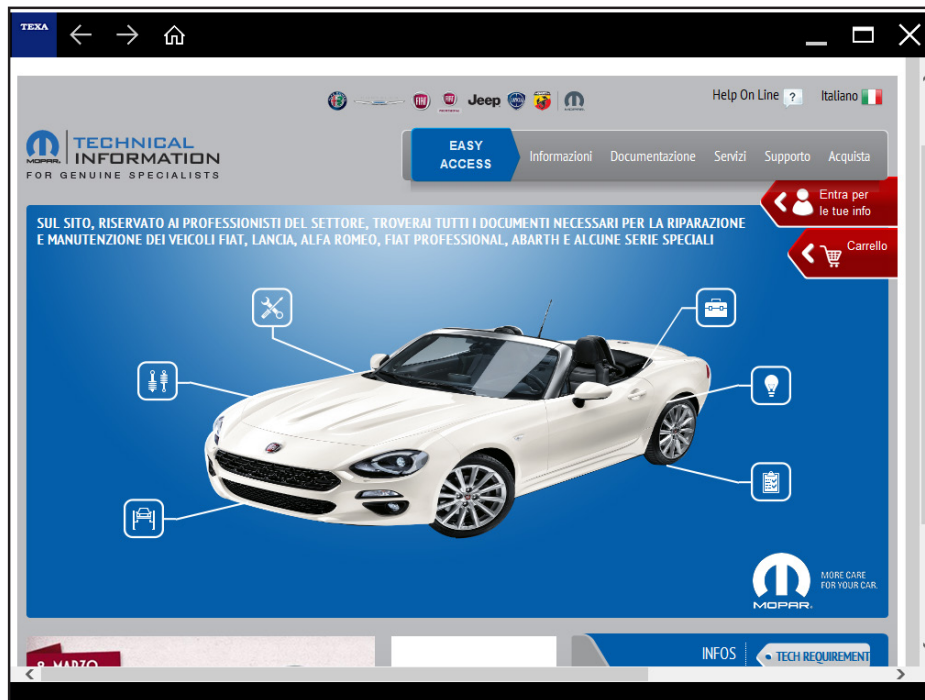 TEXA
Jeep
Help On Line ?
Italiano
MOPAR.
TECHNICAL
INFORMATION
FOR GENUINE SPECIALISTS
EASY
ACCESS
Informazioni
Documentazione
Servizi
Supporto
Acquista
Entra per
le tue info
Carrello
SUL SITO, RISERVATO AI PROFESSIONISTI DEL SETTORE, TROVERAI TUTTI I DOCUMENTI NECESSARI PER LA RIPARAZIONE
E MANUTENZIONE DEI VEICOLI FIAT, LANCIA, ALFA ROMEO, FIAT PROFESSIONAL, ABARTH E ALCUNE SERIE SPECIALI
MOPAR.
MORE CARE
FOR YOUR CAR.
8 MARZO
INFOS
• TECH REQUIREMENT